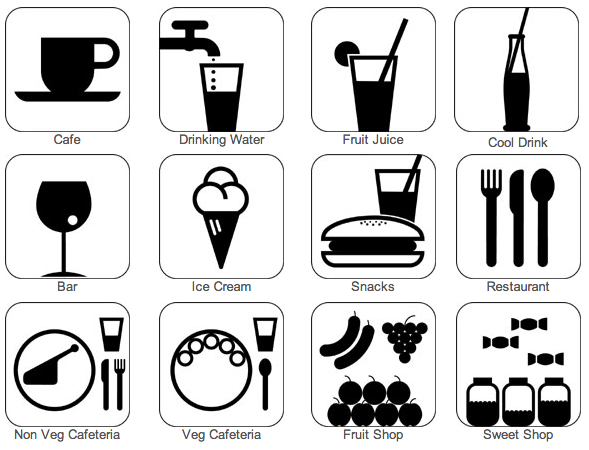 Cafe
Drinking Water
Fruit Juice
Cool Drink
Bar
Ice Cream
Snacks
Restaurant
Non Veg Cafeteria
Veg Cafeteria
Fruit Shop
Sweet Shop